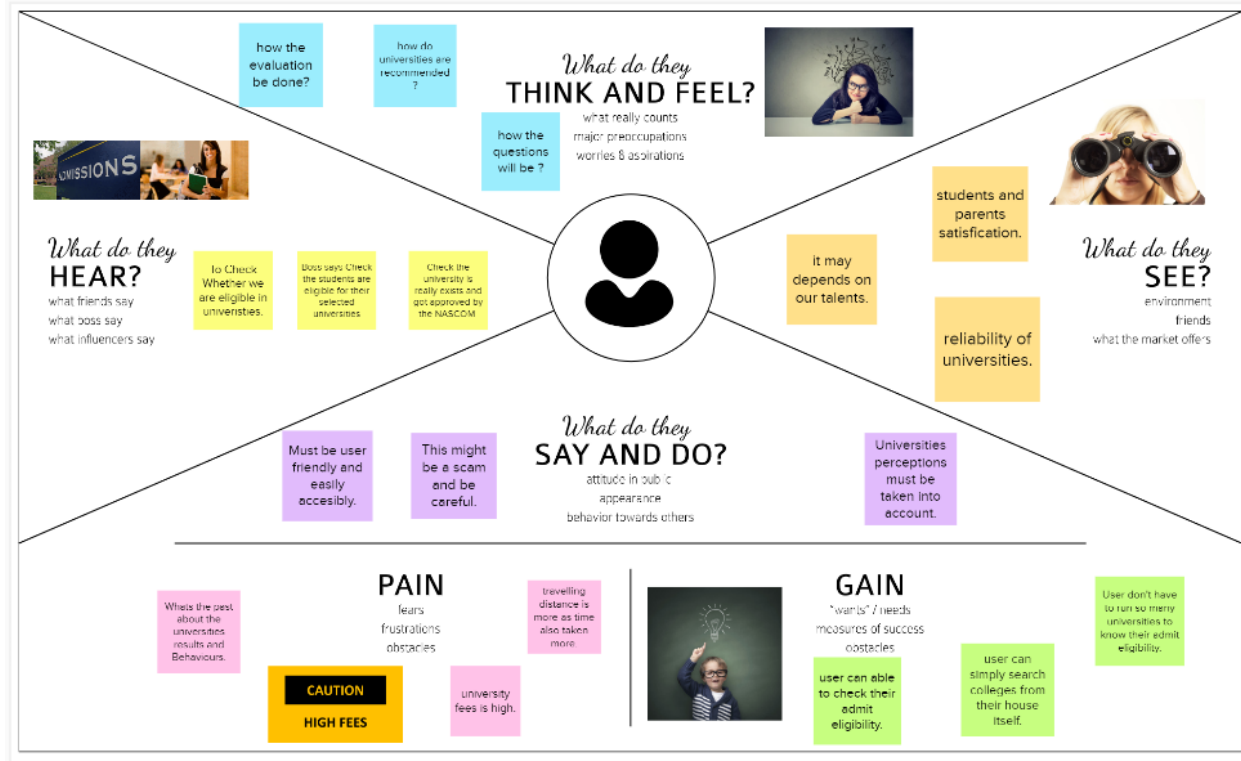 how the
evaluation
be done?
how do
universities are
recommended
?
What do they
THINK AND FEEL?
what really counts
major preoccupations
worries & aspirations
how the
questions
will be ?
ADMISSIONS
What do they
HEAR?
what friends say
what boss say
what influencers say
To Check
Whether we
are eligible in
univeristies.
Boss says Check
the students are
eligible for their
selected
universities.
Check the
university is
really exists and
got approved by
the NASCOM
students and
parents
satisfication.
it may
depends on
our talents.
reliability of
universities.
What do they
SEE?
environment
friends
what the market offers
What do they
SAY AND DO?
attitude in public
appearance
behavior towards others
Must be user
friendly and
easily
accesibly.
This might
be a scam
and be
careful.
Universities
perceptions
must be
taken into
account.
PAIN
fears
frustrations
obstacles
Whats the past
about the
universities
results and
Behaviours.
travelling
distance is
more as time
also taken
more.
CAUTION
HIGH FEES
university
fees is high.
GAIN
"wants" / needs
measures of success
obstacles
user can able
to check their
admit
eligibility.
user can
simply search
colleges from
their house
itself.
User don't have
to run so meny
universities to
know their admit
eligibility.